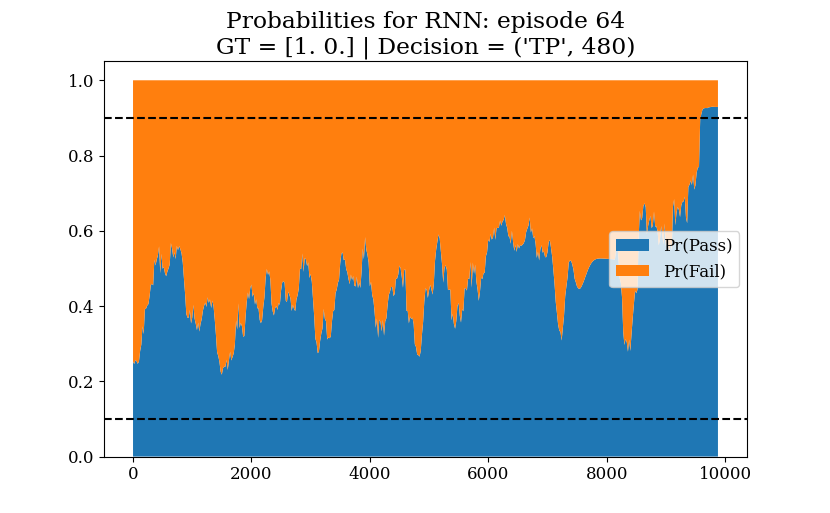 Probabilities for RNN: episode 64
GT = [1. 0.] | Decision = ('TP', 480)
1.0
0.8
0.6
0.4
0.2
0.0
Pr(Pass)
Pr(Fail)
0 2000 4000 6000 8000 10000